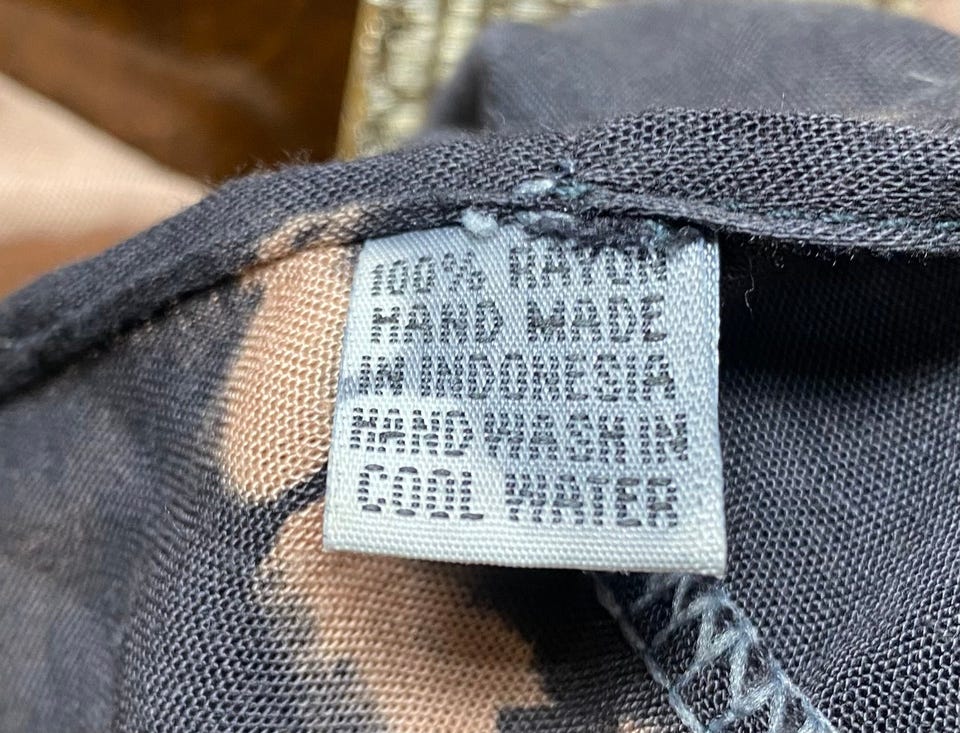 100% RAYON
HAND MADE
IN INDONESIA
HAND WASH IN
COOL WATER